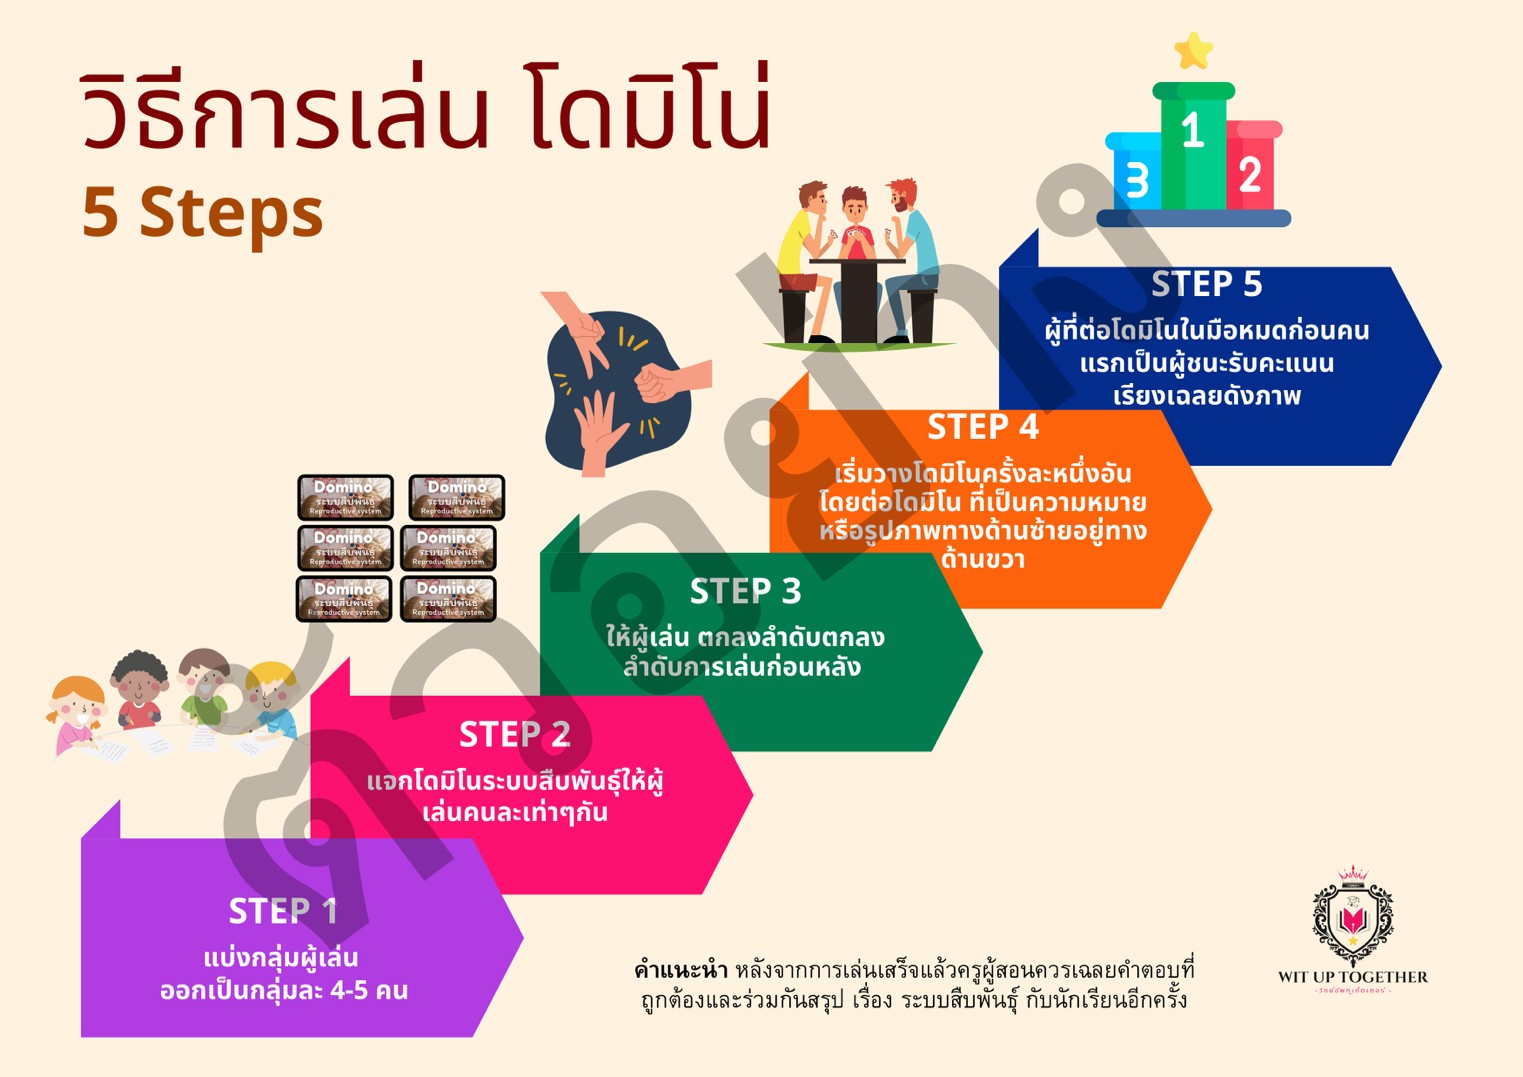 วิธีการเล่น โดมิโน่
5 Steps
1
2
3
STEP 5
ผู้ที่ต่อโดมิโนในมือหมดก่อนคน
แรกเป็นผู้ชนะรับคะแนน
เรียงเฉลยดังภาพ
STEP 4
เริ่มวางโดมิโนครั้งละหนึ่งอัน
โดยต่อโดมิโน ที่เป็นความหมาย
หรือรูปภาพทางด้านซ้ายอยู่ทาง
ด้านขวา
STEP 3
ให้ผู้เล่น ตกลงลำดับตกลง
ลำดับการเล่นก่อนหลัง
Domino
ระบบสืบพันธุ์
Reproductive system
Domino
ระบบสืบพันธุ์
Reproductive system
Domino
ระบบสืบพันธุ์
Reproductive system
Domino
ระบบสืบพันธุ์
Reproductive system
Domino
ระบบสืบพันธุ์
Reproductive system
Domino
ระบบสืบพันธุ์
Reproductive system
STEP 2
แจกโดมิโนระบบสืบพันธุ์ให้ผู้
เล่นคนละเท่าๆกัน
STEP 1
แบ่งกลุ่มผู้เล่น
ออกเป็นกลุ่มละ 4-5 คน
ตัวอย่าง
คำแนะนำ หลังจากการเล่นเสร็จแล้วครูผู้สอนควรเฉลยคำตอบที่
ถูกต้องและร่วมกันสรุป เรื่อง ระบบสืบพันธุ์ กับนักเรียนอีกครั้ง
WIT UP TOGETHER
-วิทย์อัพทูเก็ตเตอร์-